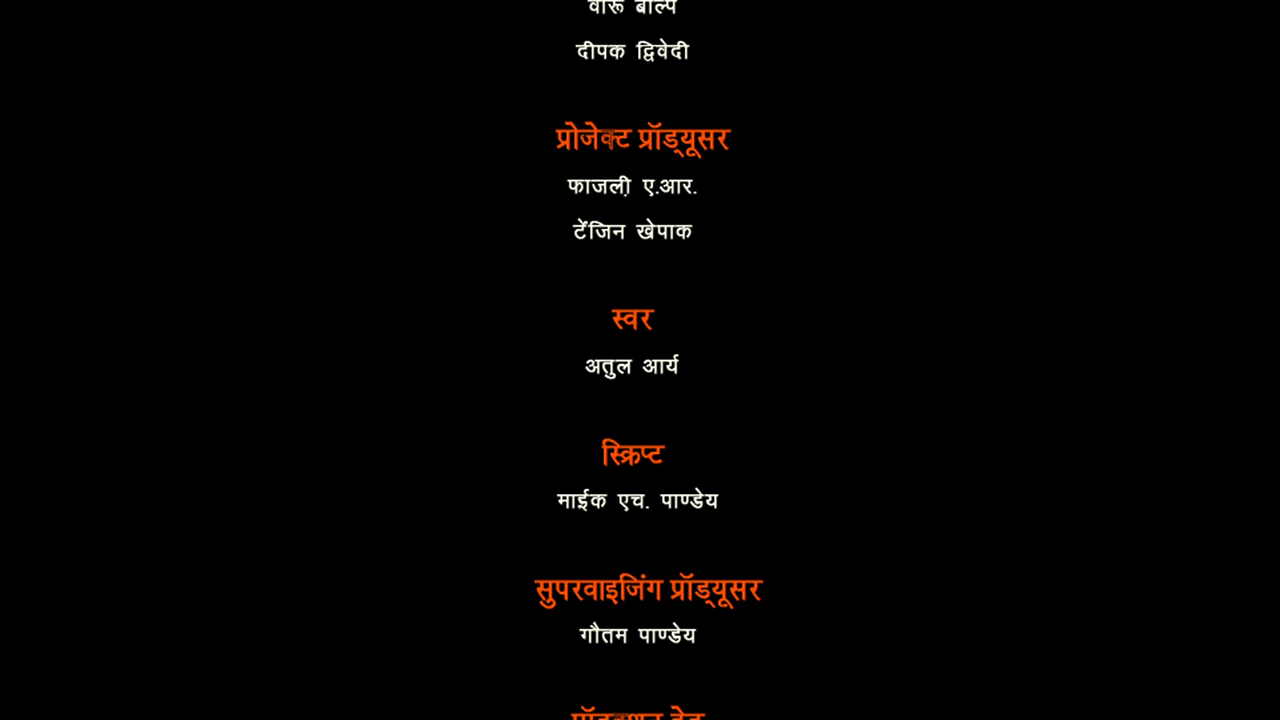 दीपक द्विवेदी
प्रोजेक्ट प्रॉड्यूसर
फाजली ए.आर.
टेंजिन खेपाक
स्वर
अतुल आर्य
स्क्रिप्ट
माईक एच. पाण्डेय
सुपरवाइजिंग प्रॉड्यूसर
गौतम पाण्डेय